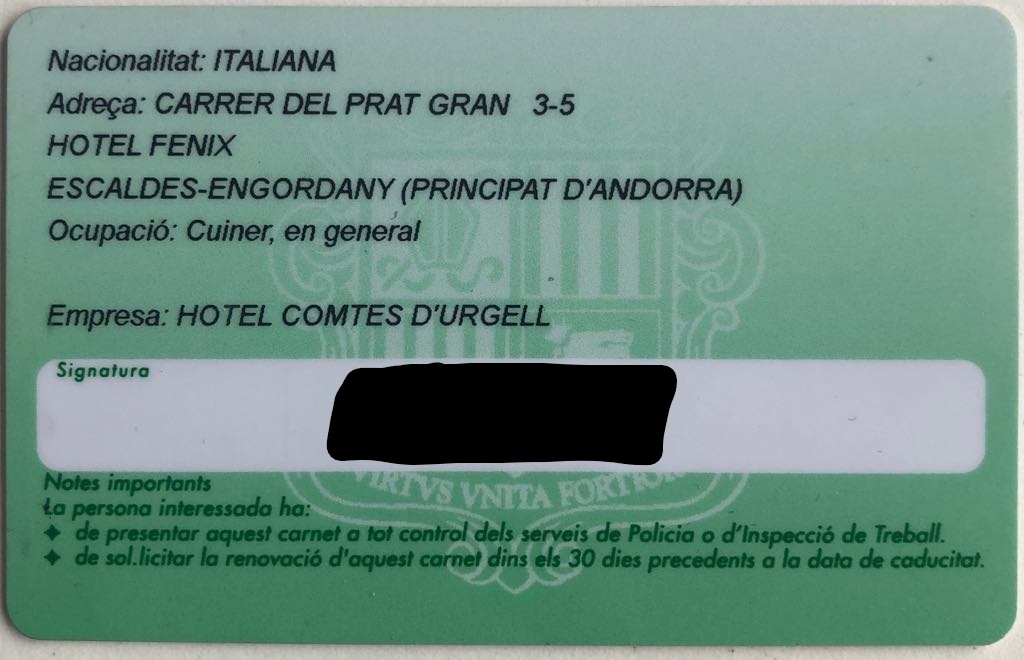 Nacionalitat: ITALIANA
Adreça: CARRER DEL PRAT GRAN 3-5
HOTEL FENIX
ESCALDES-ENGORDANY (PRINCIPAT D'ANDORRA)
Ocupació: Cuiner, en general
Empresa: HOTEL COMTES D'URGELL
Signatura
VIRTVS VNITA FORTIOR
Notes importants
La persona interessada ha:
✦ de presentar aquest carnet a tot control dels serveis de Policia o d'Inspecció de Treball.
✦ de sol.licitar la renovació d'aquest carnet dins els 30 dies precedents a la data de caducitat.